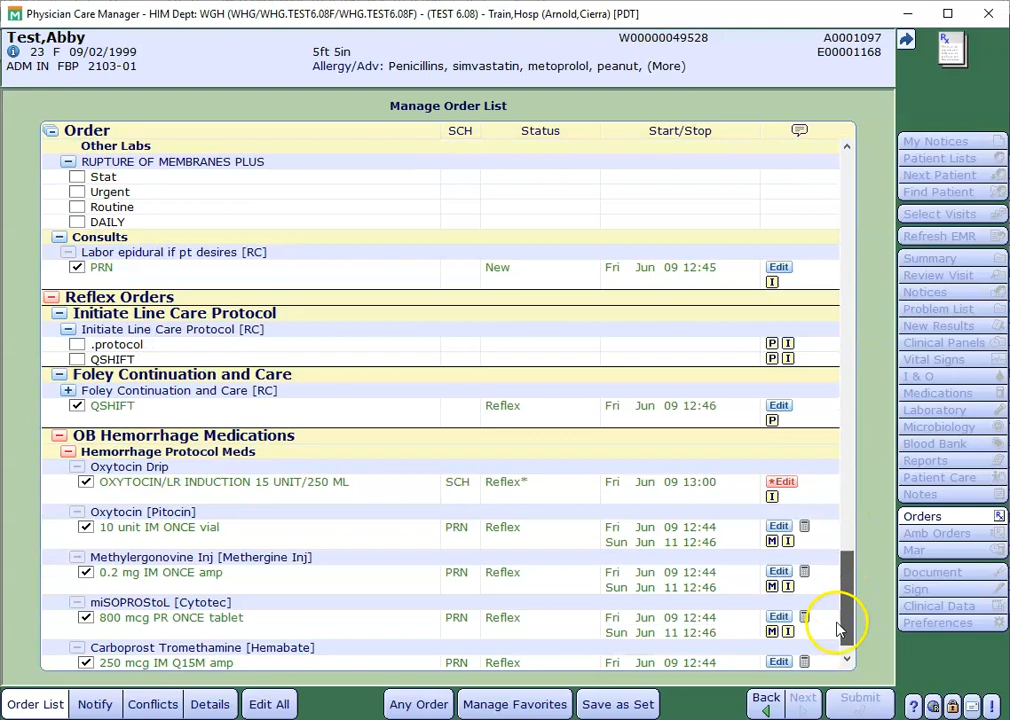 Physician Care Manager - HIM Dept: WGH (WHG/WHG.TEST6.08F/WHG.TEST6.08F) - (TEST 6.08) - Train,Hosp (Arnold,Cierra) [PDT]
Test,Abby
23 F 09/02/1999
ADM IN FBP 2103-01
5ft 5in
Allergy/Adv: Penicillins, simvastatin, metoprolol, peanut, (More)
W00000049528
A0001097
E00001168
Manage Order List
Order SCH Status Start/Stop
Other Labs
RUPTURE OF MEMBRANES PLUS
Stat
Urgent
Routine
DAILY
Consults
Labor epidural if pt desires [RC]
PRN New Fri Jun 09 12:45 Edit
I
Reflex Orders
Initiate Line Care Protocol
Initiate Line Care Protocol [RC]
.protocol P I
QSHIFT P I
Foley Continuation and Care
Foley Continuation and Care [RC]
QSHIFT Reflex Fri Jun 09 12:46 Edit
P
OB Hemorrhage Medications
Hemorrhage Protocol Meds
Oxytocin Drip
OXYTOCIN/LR INDUCTION 15 UNIT/250 ML SCH Reflex* Fri Jun 09 13:00 *Edit
I
Oxytocin [Pitocin]
10 unit IM ONCE vial PRN Reflex Fri Jun 09 12:44 Edit
Sun Jun 11 12:46 M I
Methylergonovine Inj [Methergine Inj]
0.2 mg IM ONCE amp PRN Reflex Fri Jun 09 12:44 Edit
Sun Jun 11 12:46 M I
miSOPROStoL [Cytotec]
800 mcg PR ONCE tablet PRN Reflex Fri Jun 09 12:44 Edit
Sun Jun 11 12:46 M I
Carboprost Tromethamine [Hemabate]
250 mcg IM Q15M amp PRN Reflex Fri Jun 09 12:44 Edit
Order List Notify Conflicts Details Edit All Any Order Manage Favorites Save as Set Back Next Submit
Rx
My Notices
Patient Lists
Next Patient
Find Patient
Select Visits
Refresh EMR
Summary
Review Visit
Notices
Problem List
New Results
Clinical Panels
Vital Signs
I & O
Medications
Laboratory
Microbiology
Blood Bank
Reports
Patient Care
Notes
Orders
Amb Orders
Mar
Document
Sign
Clinical Data
Preferences